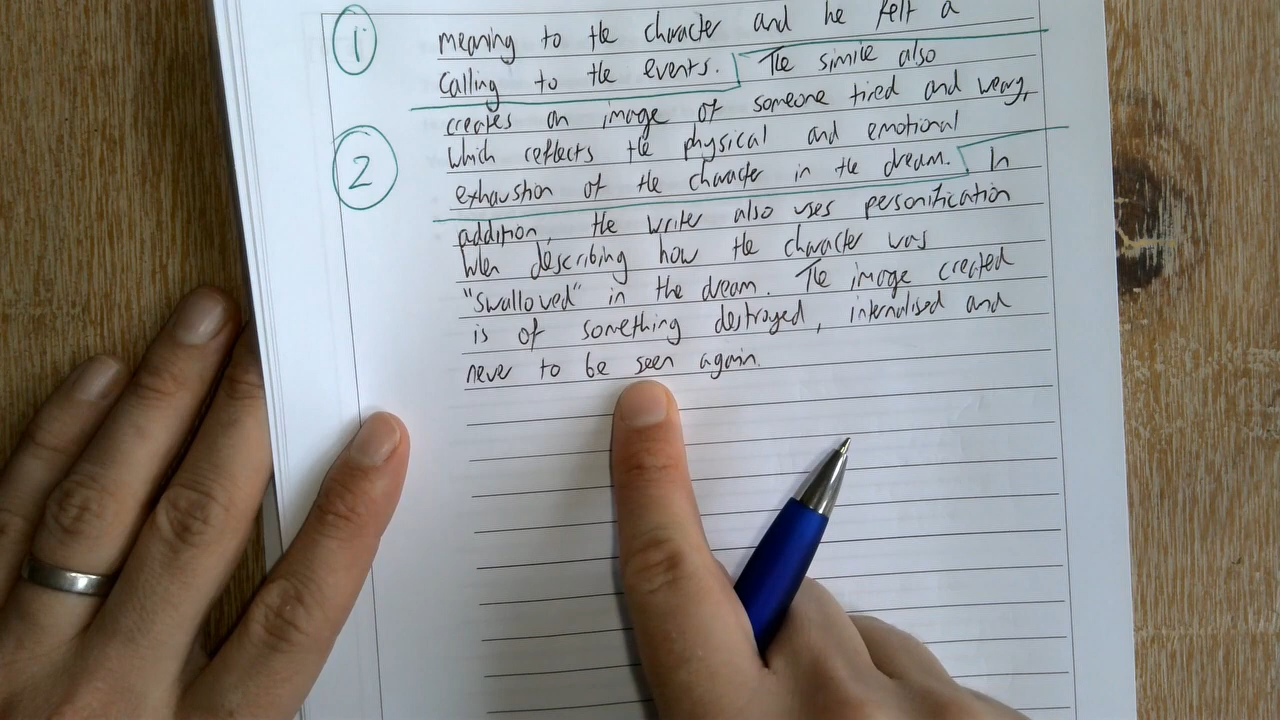 1
meaning to the character and he felt a
calling to the events. The simile also
creates an image of someone tired and weary,
2
which reflects the physical and emotional
exhaustion of the character in the dream. In
addition, the writer also uses personification
when describing how the character was
"swallowed" in the dream. The image created
is of something destroyed, internalised and
never to be seen again.